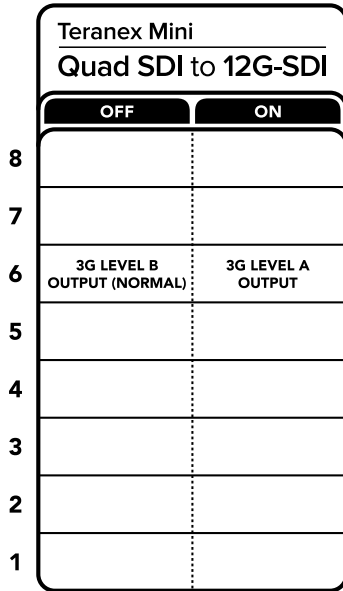 Teranex Mini
Quad SDI to 12G-SDI
OFF ON
8
7
6 3G LEVEL B OUTPUT (NORMAL) 3G LEVEL A OUTPUT
5
4
3
2
1